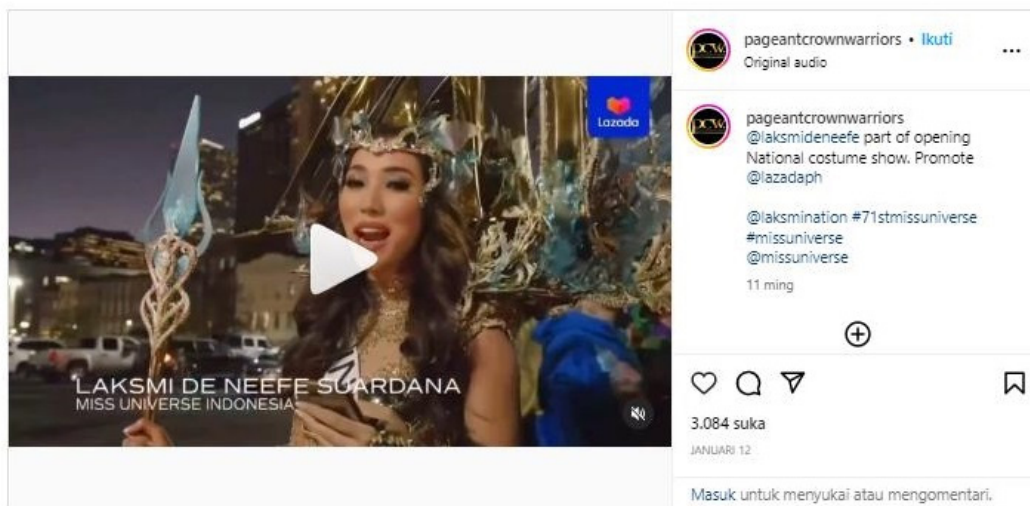 Lazada
LAKSMI DE NEEFE SUARDANA
MISS UNIVERSE INDONESIA
pcw.
pageantcrownwarriors • Ikuti
Original audio
pcw.
pageantcrownwarriors
@laksmideneefe part of opening
National costume show. Promote
@lazadaph
@laksmination #71stmissuniverse
#missuniverse
@missuniverse
11 ming
3.084 suka
JANUARI 12
Masuk untuk menyukai atau mengomentari.